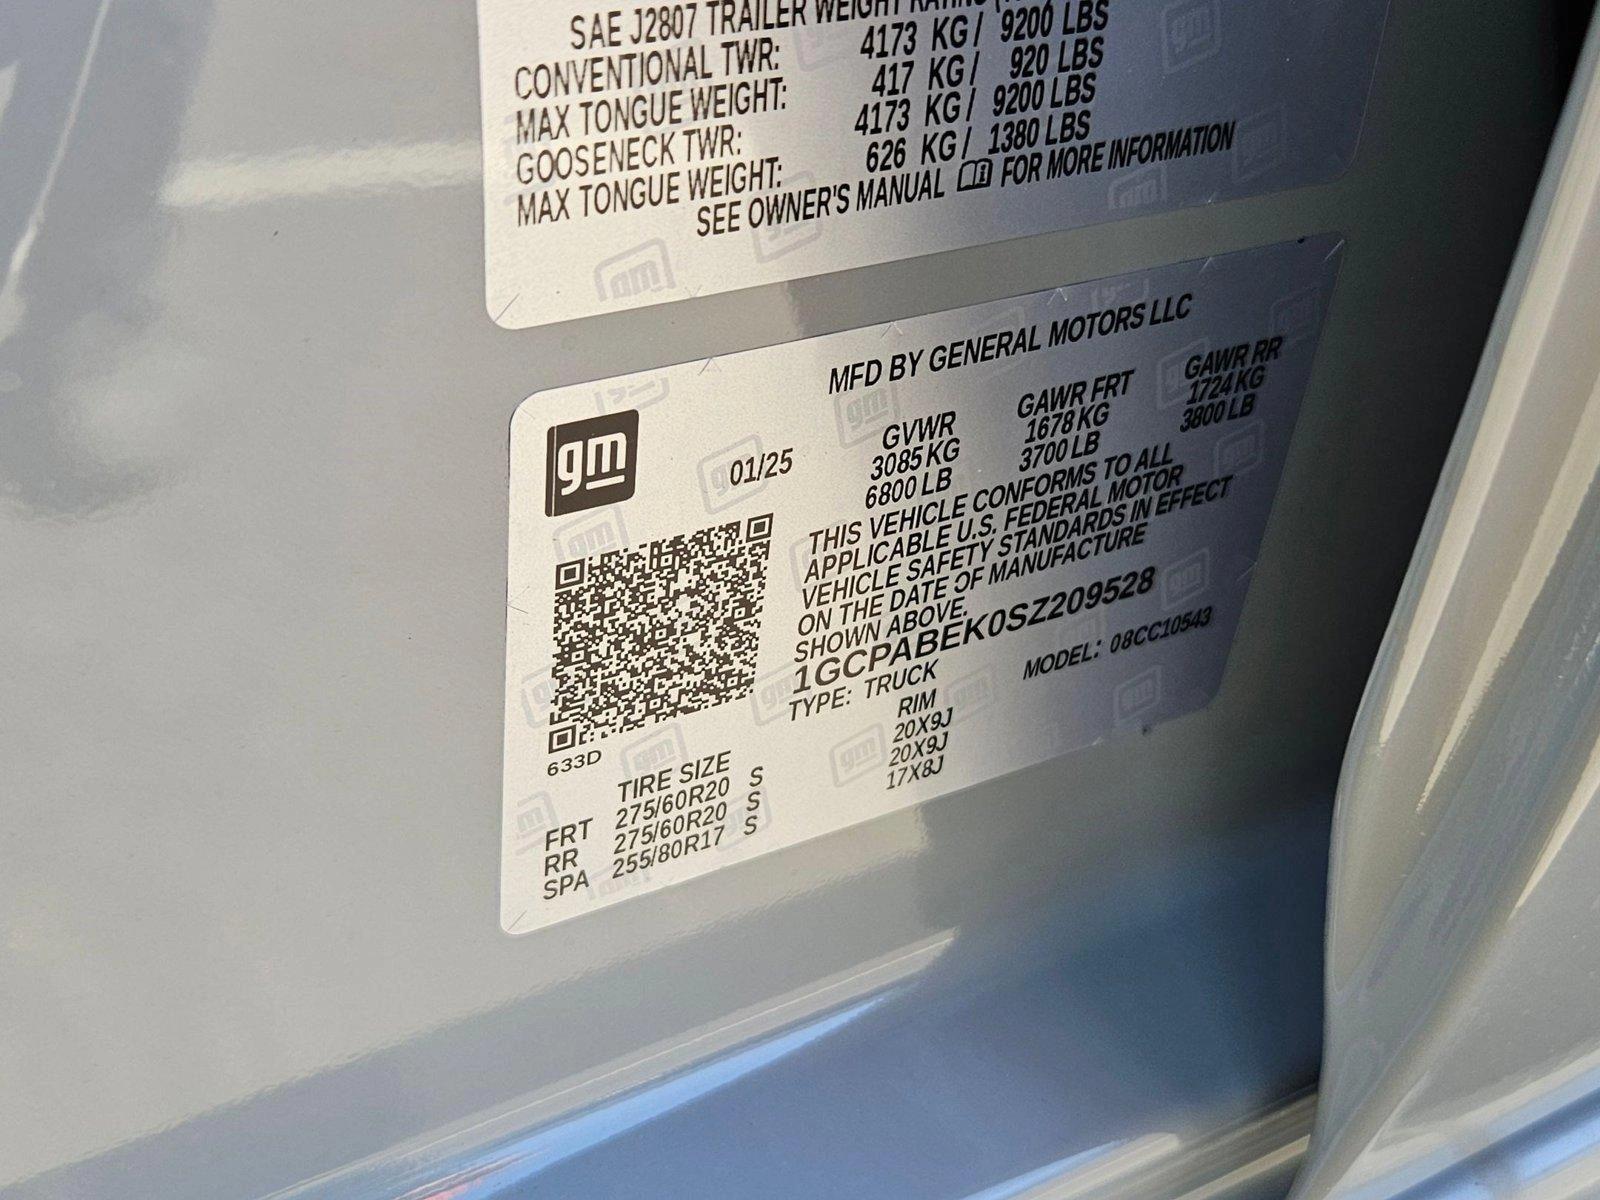 SAE J2807 TRAILER WEIGHT RATING
CONVENTIONAL TWR: 4173 KG/ 9200 LBS
MAX TONGUE WEIGHT: 417 KG/ 920 LBS
GOOSENECK TWR: 4173 KG/ 9200 LBS
MAX TONGUE WEIGHT: 626 KG/ 1380 LBS
SEE OWNER'S MANUAL FOR MORE INFORMATION
MFD BY GENERAL MOTORS LLC
gm
01/25
GVWR GAWR FRT GAWR RR
3085 KG 1678 KG 1724 KG
6800 LB 3700 LB 3800 LB
THIS VEHICLE CONFORMS TO ALL
APPLICABLE U.S. FEDERAL MOTOR
VEHICLE SAFETY STANDARDS IN EFFECT
ON THE DATE OF MANUFACTURE
SHOWN ABOVE.
1GCPABEK0SZ209528
TYPE: TRUCK MODEL: 08CC10543
633D
TIRE SIZE RIM
FRT 275/60R20 S 20X9J
RR 275/60R20 S 20X9J
SPA 255/80R17 S 17X8J